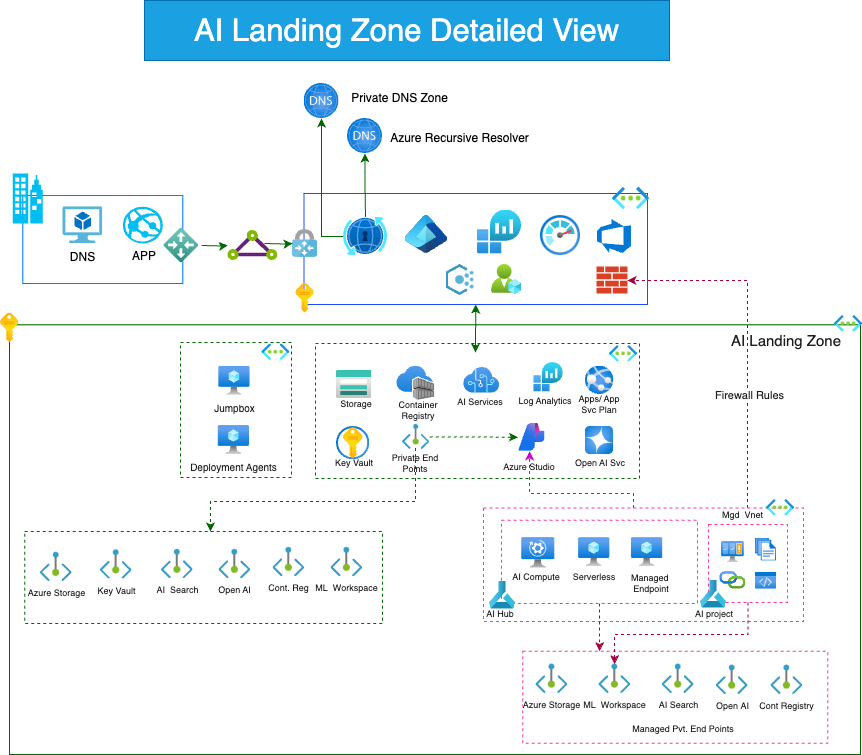 AI Landing Zone Detailed View
DNS
Private DNS Zone
DNS
Azure Recursive Resolver
DNS
APP
AI Landing Zone
Jumpbox
Deployment Agents
Storage
Container
Registry
AI Services
Log Analytics
Apps/ App
Svc Plan
Key Vault
Private End
Points
Azure Studio
Open AI Svc
Firewall Rules
Mgd Vnet
Azure Storage
Key Vault
AI Search
Open AI
Cont. Reg
ML Workspace
AI Compute
Serverless
Managed
Endpoint
AI Hub
AI project
Azure Storage
ML Workspace
AI Search
Open AI
Cont Registry
Managed Pvt. End Points